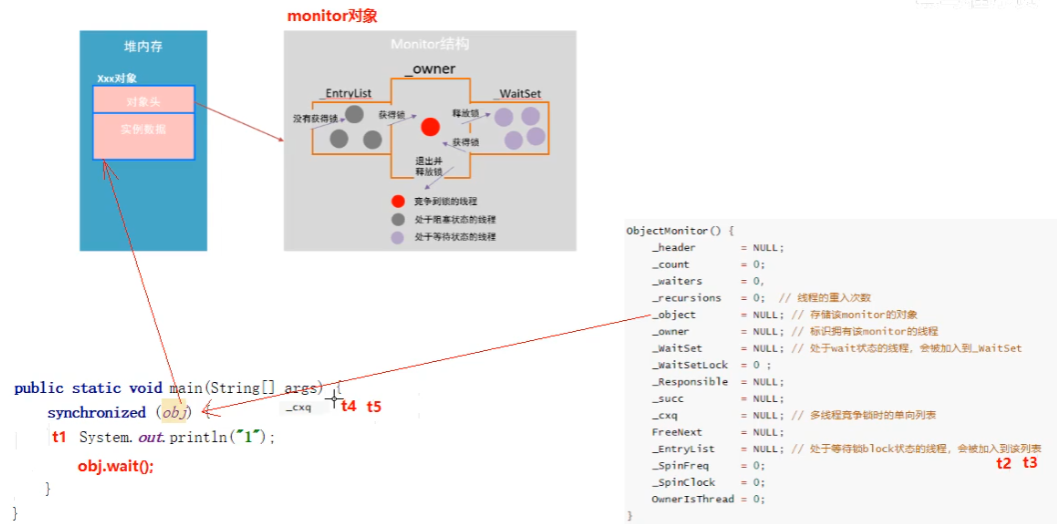 monitor对象
堆内存
Xxx对象
对象头
实例数据
Monitor结构
_owner
_EntryList
_WaitSet
没有获得锁
获得锁
释放锁
获得锁
退出并
释放锁
竞争到锁的线程
处于阻塞状态的线程
处于等待状态的线程
public static void main(String[] args) {
synchronized (obj) {
_cxq
t4 t5
t1 System.out.println("1");
obj.wait();
}
}
ObjectMonitor() {
_header = NULL;
_count = 0;
_waiters = 0,
_recursions = 0; // 线程的重入次数
_object = NULL; // 存储该monitor的对象
_owner = NULL; // 标识拥有该monitor的线程
_WaitSet = NULL; // 处于wait状态的线程，会被加入到_WaitSet
_WaitSetLock = 0 ;
_Responsible = NULL;
_succ = NULL;
_cxq = NULL; // 多线程竞争锁时的单向列表
FreeNext = NULL;
_EntryList = NULL; // 处于等待锁block状态的线程，会被加入到该列表
t2 t3
_SpinFreq = 0;
_SpinClock = 0;
OwnerIsThread = 0;
}